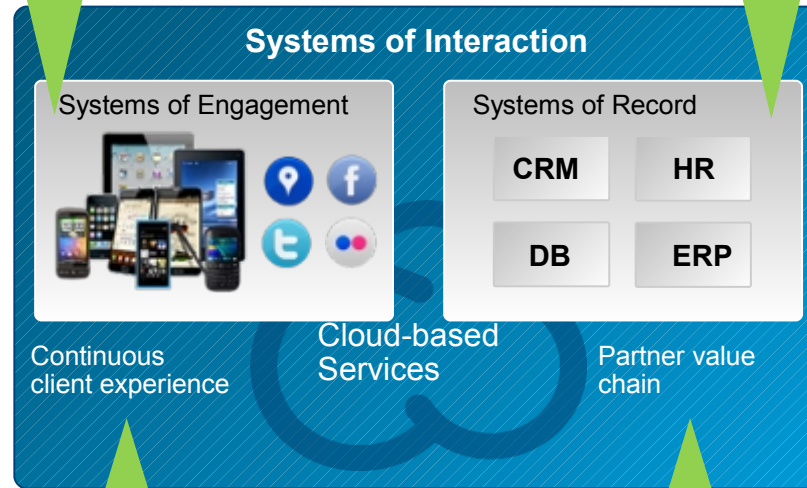 Systems of Interaction
Systems of Engagement
Systems of Record
CRM
HR
DB
ERP
Continuous
client experience
Cloud-based
Services
Partner value
chain